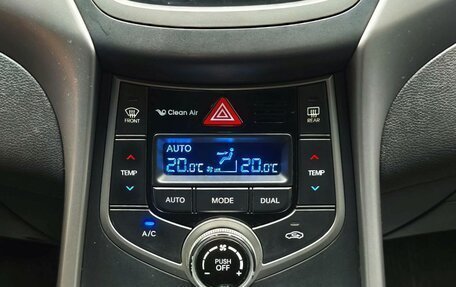 Clean Air
FRONT
REAR
AUTO
20.0°C 20.0°C
TEMP
TEMP
AUTO MODE DUAL
A/C
PUSH
OFF
− +